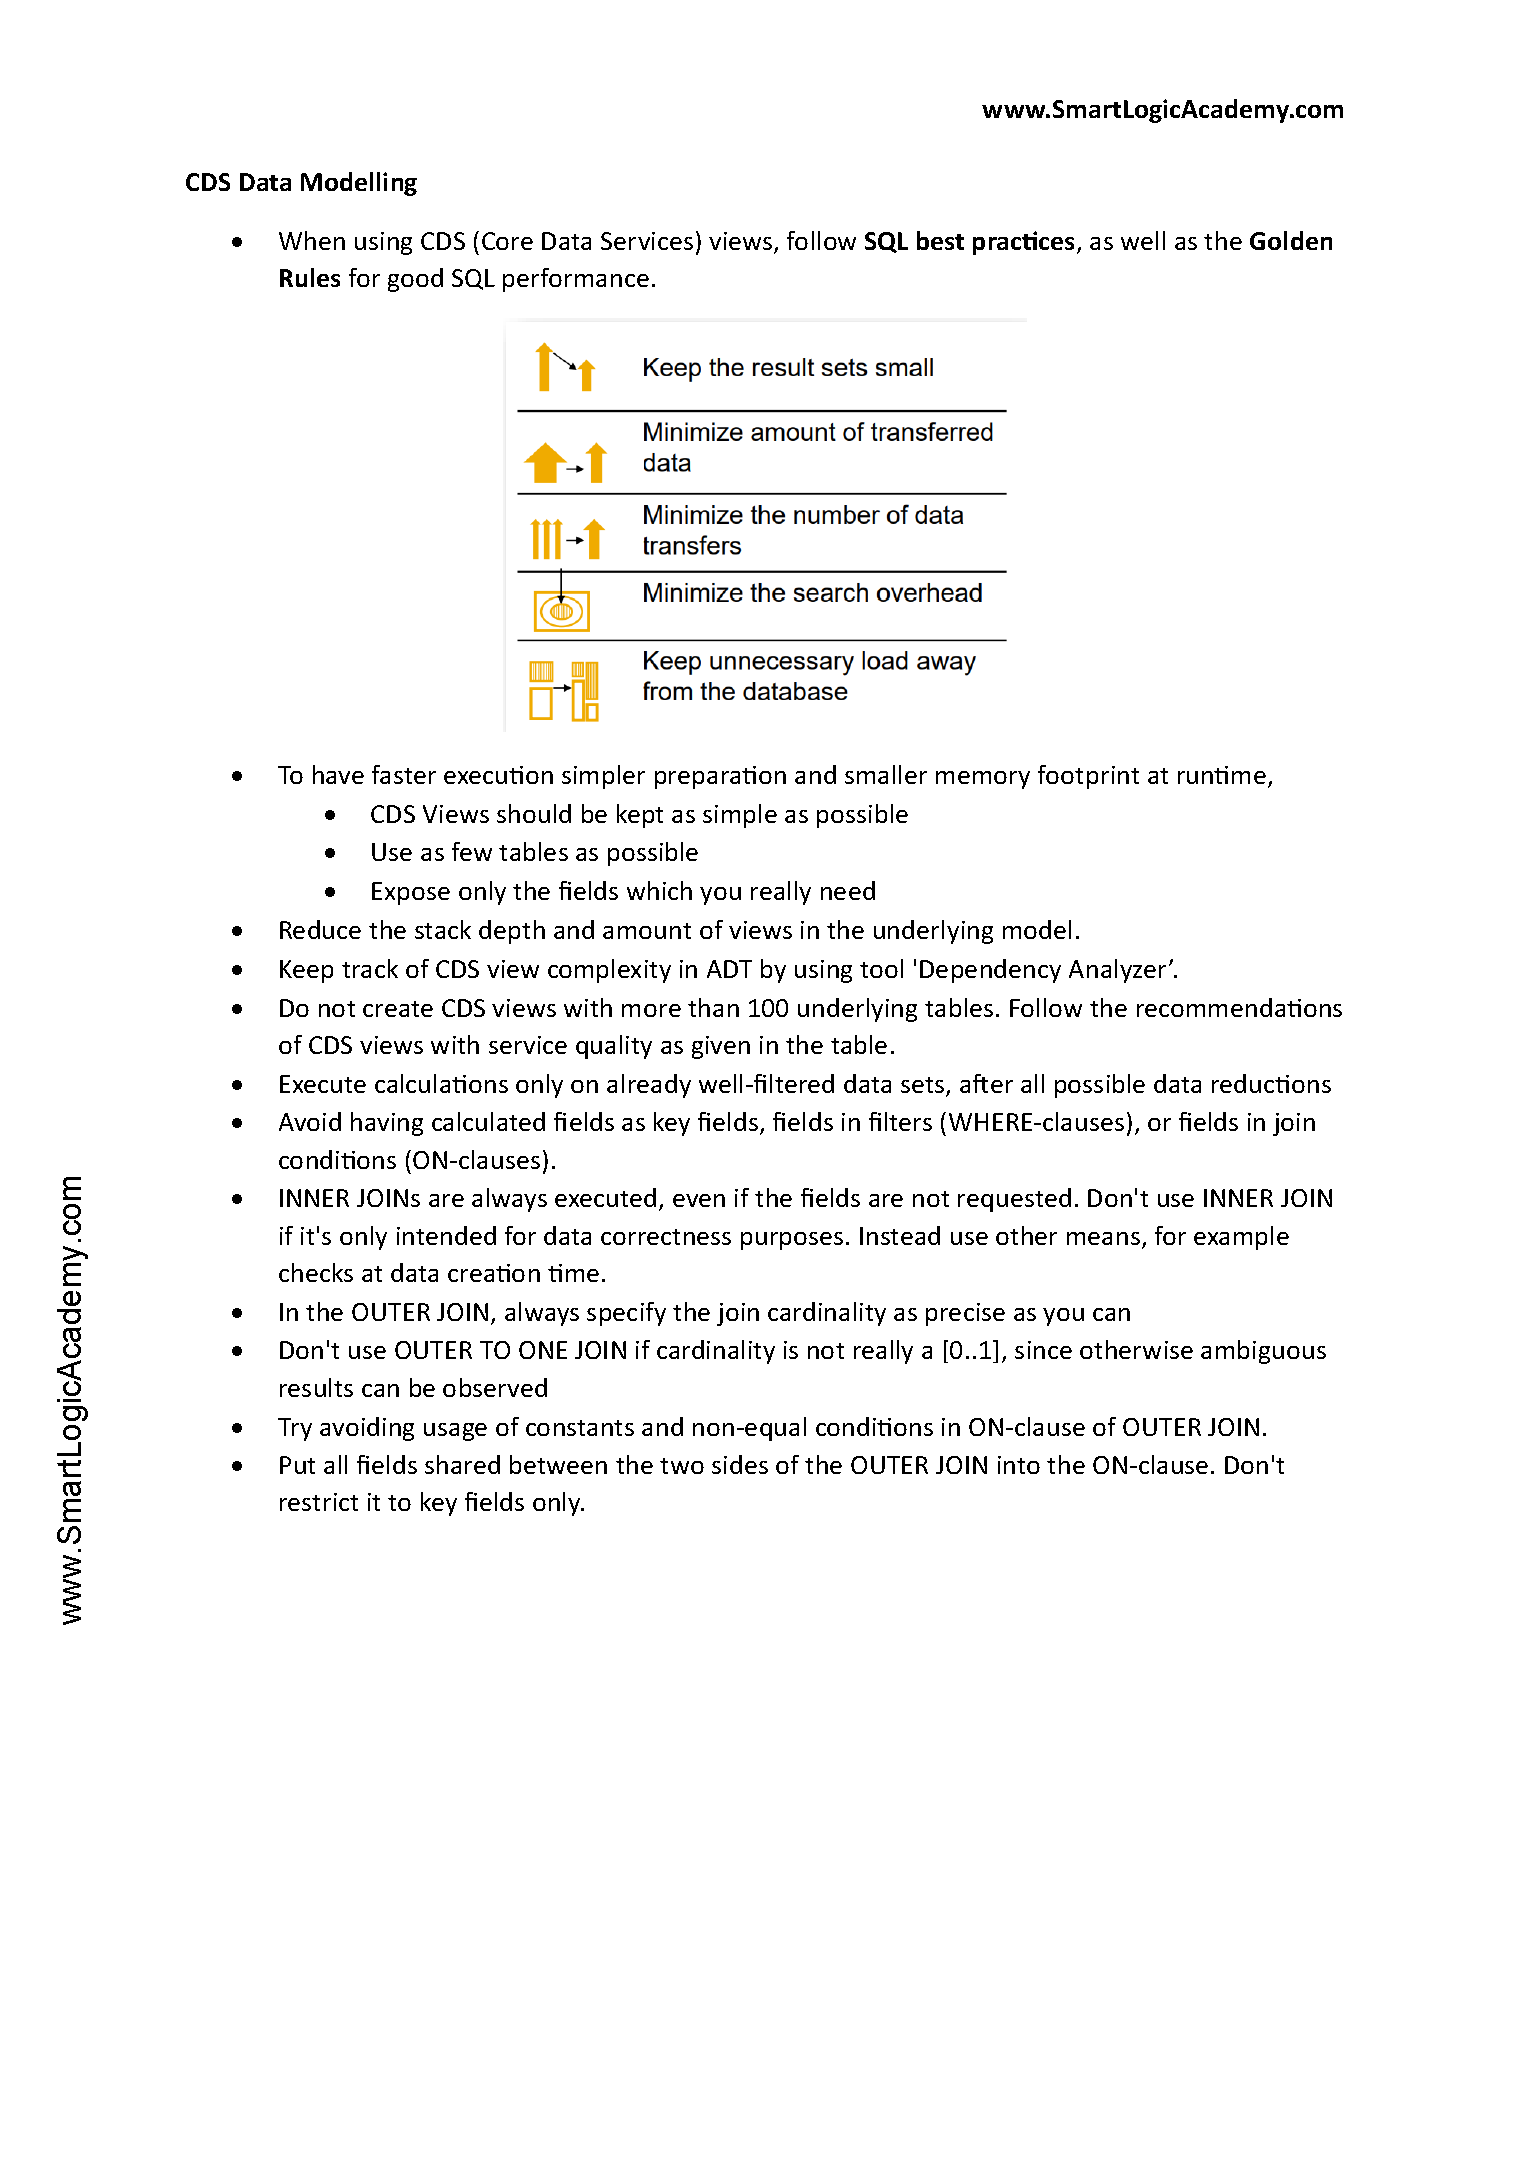 www.SmartLogicAcademy.com
CDS Data Modelling
• When using CDS (Core Data Services) views, follow SQL best practices, as well as the Golden
Rules for good SQL performance.
Keep the result sets small
Minimize amount of transferred
data
Minimize the number of data
transfers
Minimize the search overhead
Keep unnecessary load away
from the database
• To have faster execution simpler preparation and smaller memory footprint at runtime,
• CDS Views should be kept as simple as possible
• Use as few tables as possible
• Expose only the fields which you really need
• Reduce the stack depth and amount of views in the underlying model.
• Keep track of CDS view complexity in ADT by using tool 'Dependency Analyzer’.
• Do not create CDS views with more than 100 underlying tables. Follow the recommendations
of CDS views with service quality as given in the table.
• Execute calculations only on already well-filtered data sets, after all possible data reductions
• Avoid having calculated fields as key fields, fields in filters (WHERE-clauses), or fields in join
conditions (ON-clauses).
• INNER JOINs are always executed, even if the fields are not requested. Don't use INNER JOIN
if it's only intended for data correctness purposes. Instead use other means, for example
checks at data creation time.
• In the OUTER JOIN, always specify the join cardinality as precise as you can
• Don't use OUTER TO ONE JOIN if cardinality is not really a [0..1], since otherwise ambiguous
results can be observed
• Try avoiding usage of constants and non-equal conditions in ON-clause of OUTER JOIN.
• Put all fields shared between the two sides of the OUTER JOIN into the ON-clause. Don't
restrict it to key fields only.
www.SmartLogicAcademy.com